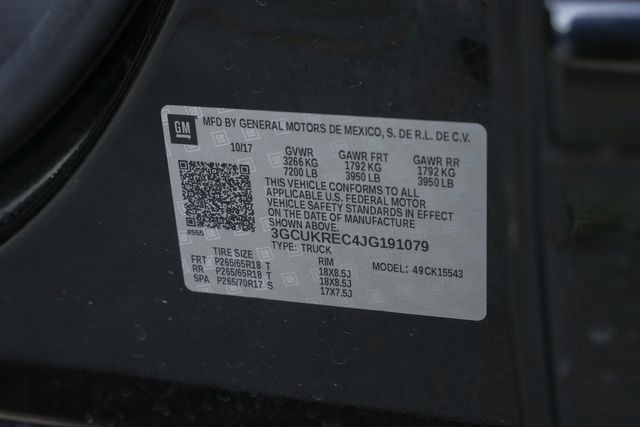 GM MFD BY GENERAL MOTORS DE MEXICO, S. DE R.L. DE C.V.
10/17 GVWR GAWR FRT GAWR RR
3266 KG 1792 KG 1792 KG
7200 LB 3950 LB 3950 LB
THIS VEHICLE CONFORMS TO ALL
APPLICABLE U.S. FEDERAL MOTOR
VEHICLE SAFETY STANDARDS IN EFFECT
ON THE DATE OF MANUFACTURE
SHOWN ABOVE.
3GCUKREC4JG191079
TYPE: TRUCK
TIRE SIZE RIM MODEL: 49CK15543
FRT P265/65R18 T 18X8.5J
RR P265/65R18 T 18X8.5J
SPA P265/70R17 S 17X7.5J